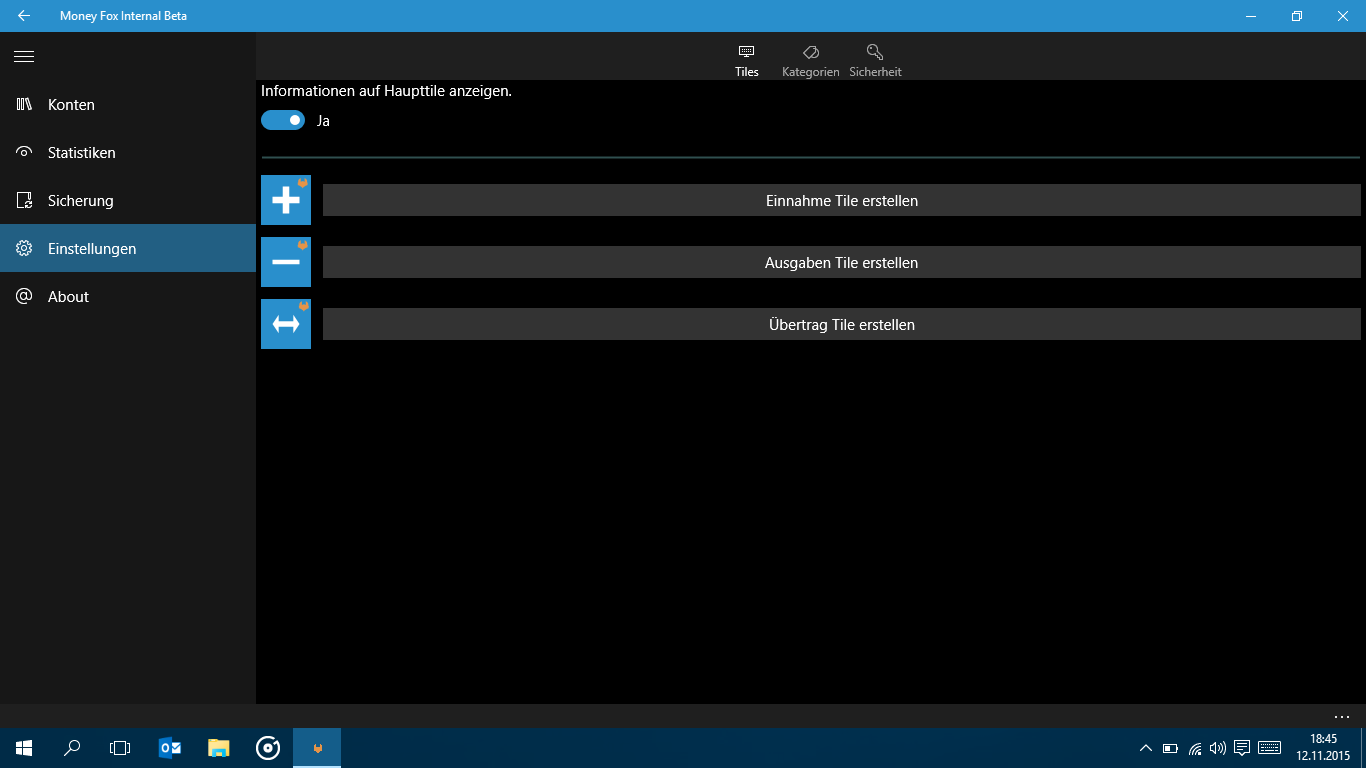 Money Fox Internal Beta
Tiles
Kategorien
Sicherheit
Konten
Statistiken
Sicherung
Einstellungen
About
Informationen auf Haupttile anzeigen.
Ja
Einnahme Tile erstellen
Ausgaben Tile erstellen
Übertrag Tile erstellen
18:45
12.11.2015